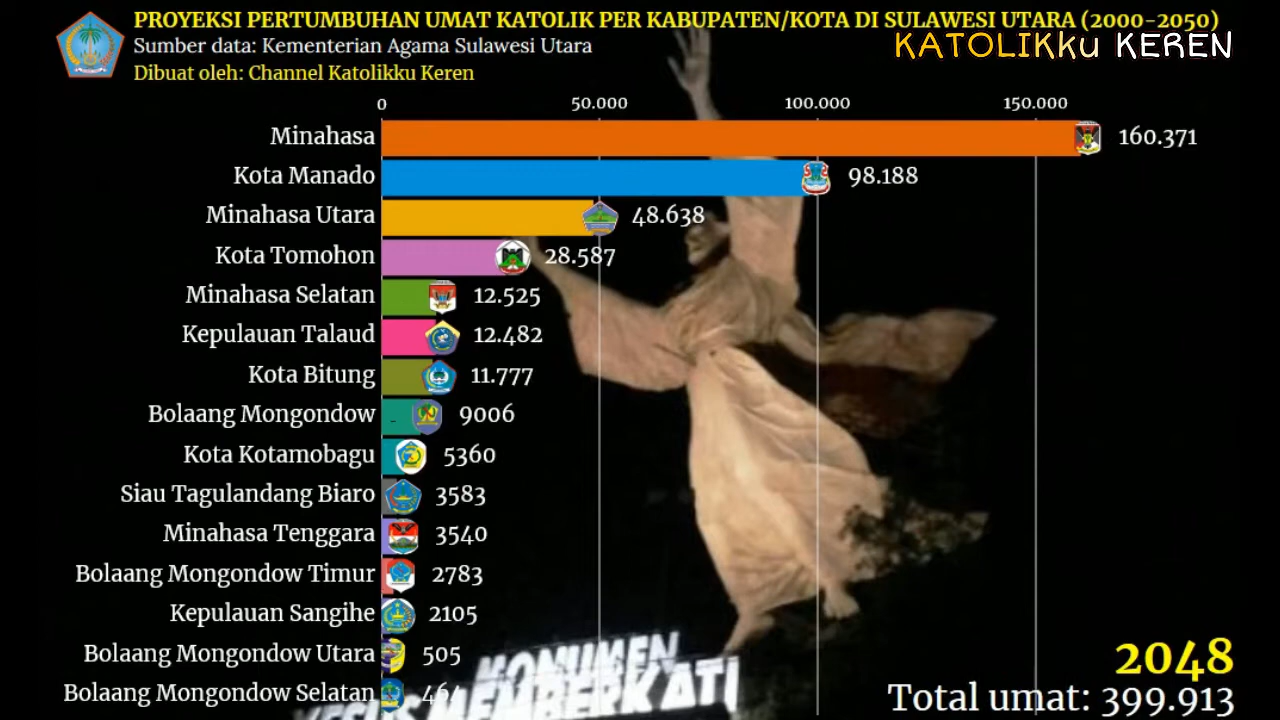 PROYEKSI PERTUMBUHAN UMAT KATOLIK PER KABUPATEN/KOTA DI SULAWESI UTARA (2000-2050)
Sumber data: Kementerian Agama Sulawesi Utara
KATOLIKku KEREN
Dibuat oleh: Channel Katolikku Keren
0 50.000 100.000 150.000
Minahasa 160.371
Kota Manado 98.188
Minahasa Utara 48.638
Kota Tomohon 28.587
Minahasa Selatan 12.525
Kepulauan Talaud 12.482
Kota Bitung 11.777
Bolaang Mongondow 9006
Kota Kotamobagu 5360
Siau Tagulandang Biaro 3583
Minahasa Tenggara 3540
Bolaang Mongondow Timur 2783
Kepulauan Sangihe 2105
Bolaang Mongondow Utara 505
MONUMEN
2048
Bolaang Mongondow Selatan 464
YESUS MEMBERKATI
Total umat: 399.913